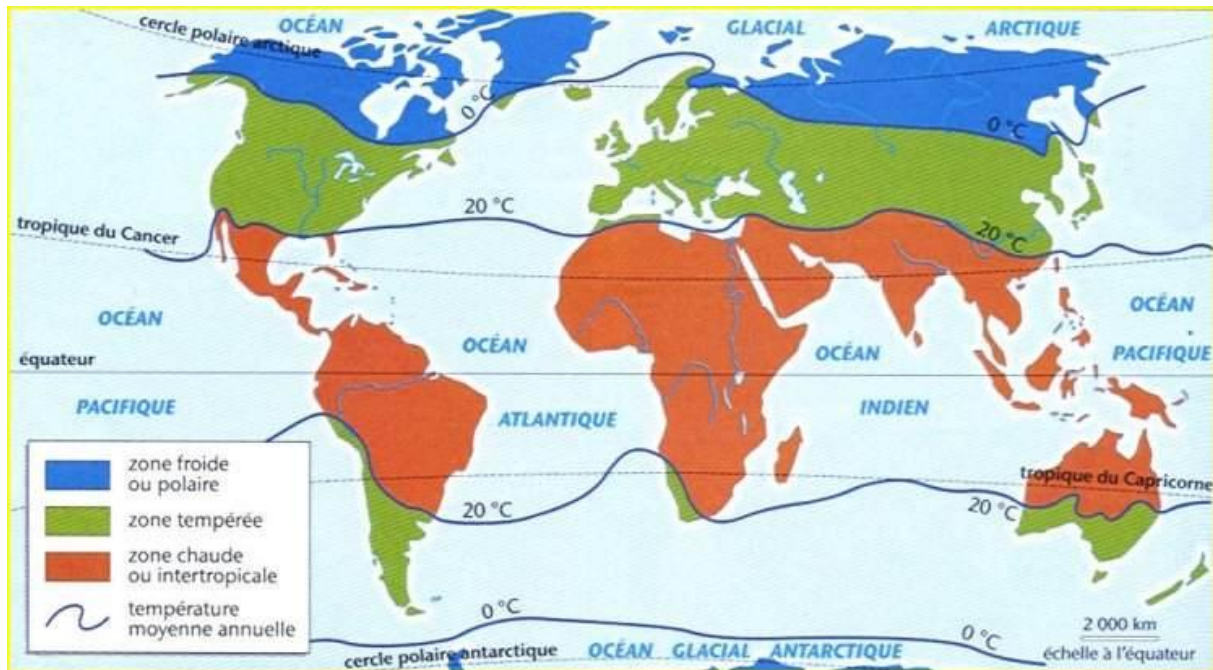 OCÉAN
GLACIAL
ARCTIQUE
cercle polaire arctique
0 °C
0 °C
20 °C
20 °C
tropique du Cancer
OCÉAN
OCÉAN
OCÉAN
OCÉAN
équateur
PACIFIQUE
PACIFIQUE
ATLANTIQUE
INDIEN
zone froide
ou polaire
zone tempérée
zone chaude
ou intertropicale
température
moyenne annuelle
tropique du Capricorne
20 °C
20 °C
0 °C
0 °C
cercle polaire antarctique
OCÉAN GLACIAL ANTARCTIQUE
2 000 km
échelle à l'équateur